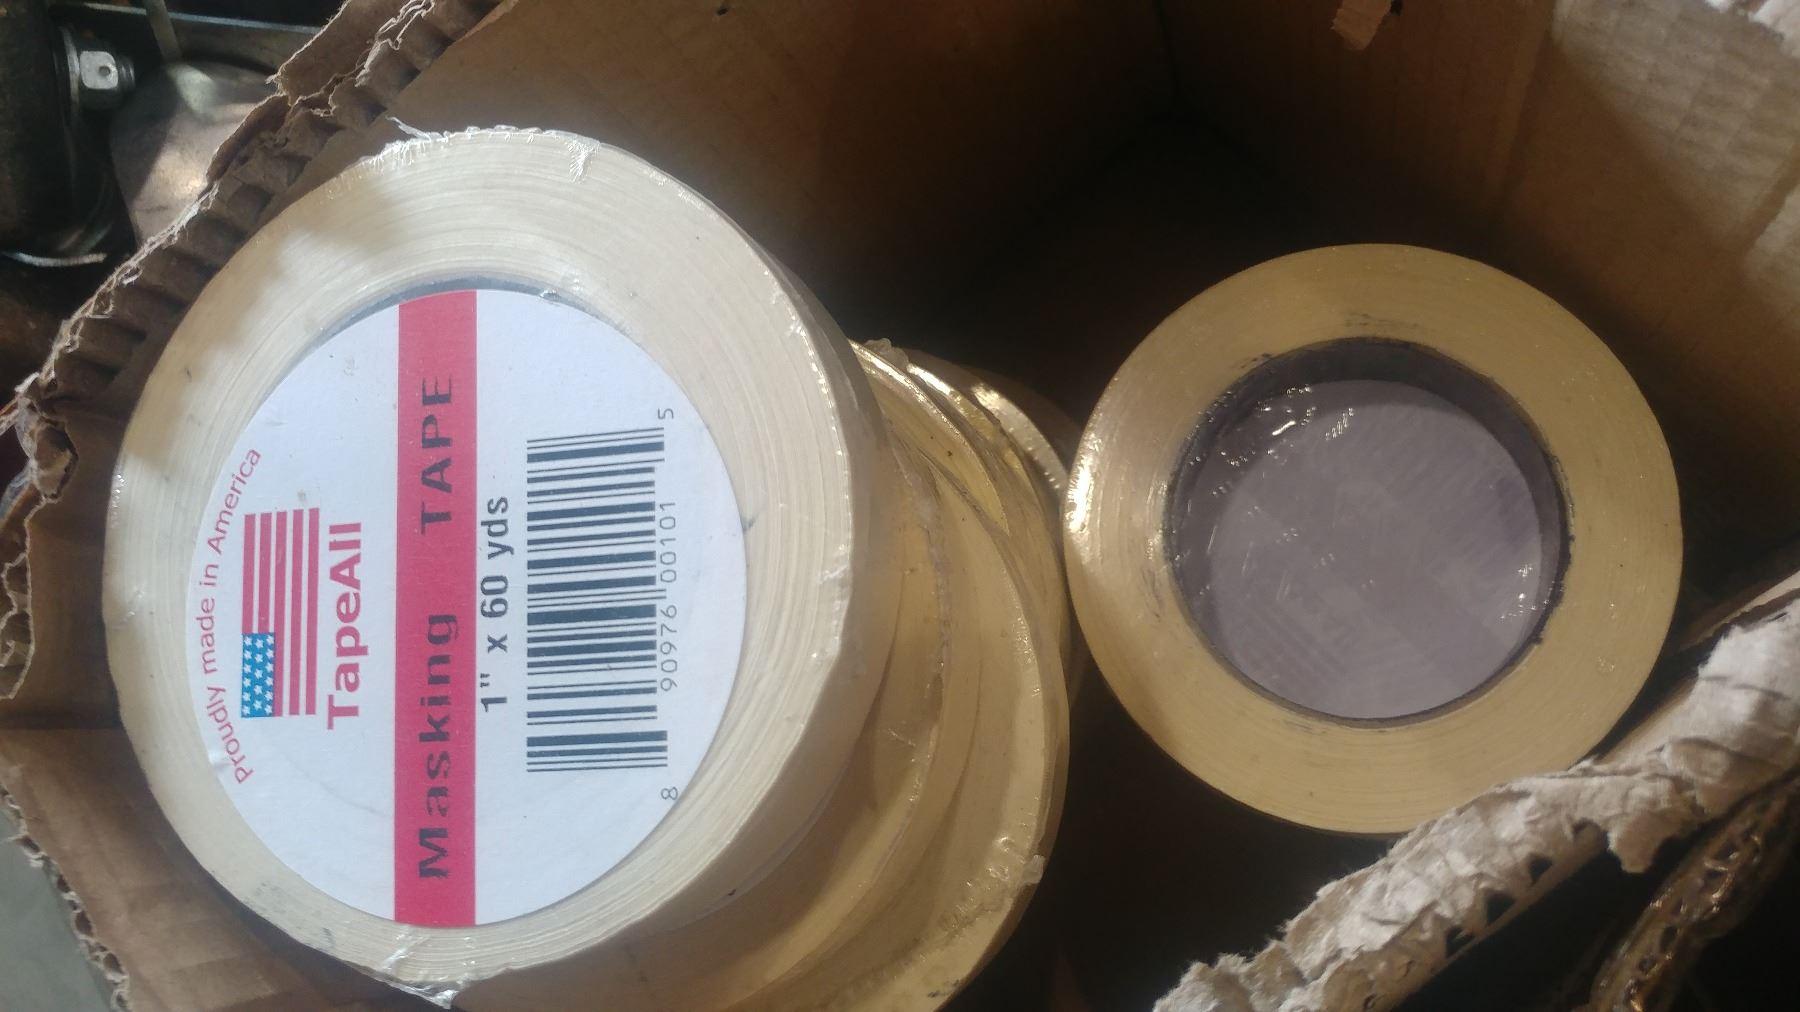 Proudly made in America
TapeAll
Masking TAPE
1" x 60 yds
8 90976 00101 5